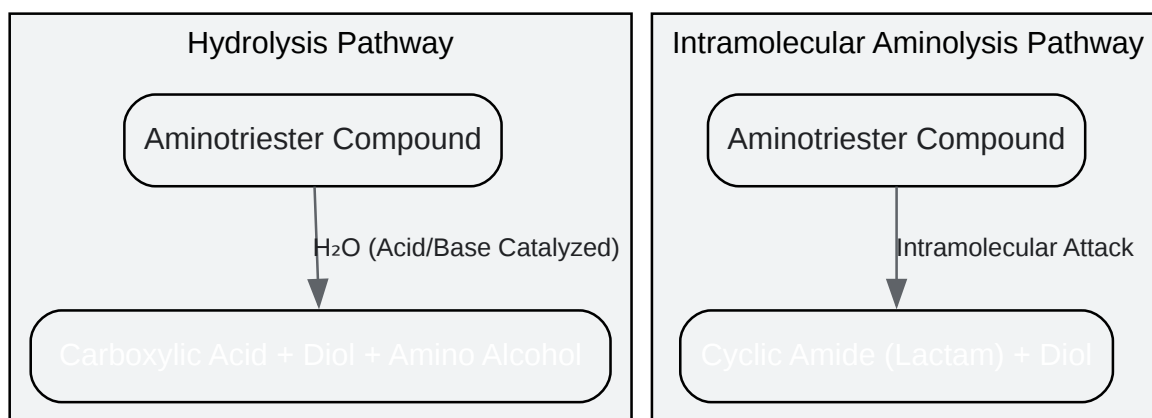 Hydrolysis Pathway
Aminotriester Compound
H₂O (Acid/Base Catalyzed)
Carboxylic Acid + Diol + Amino Alcohol
Intramolecular Aminolysis Pathway
Aminotriester Compound
Intramolecular Attack
Cyclic Amide (Lactam) + Diol